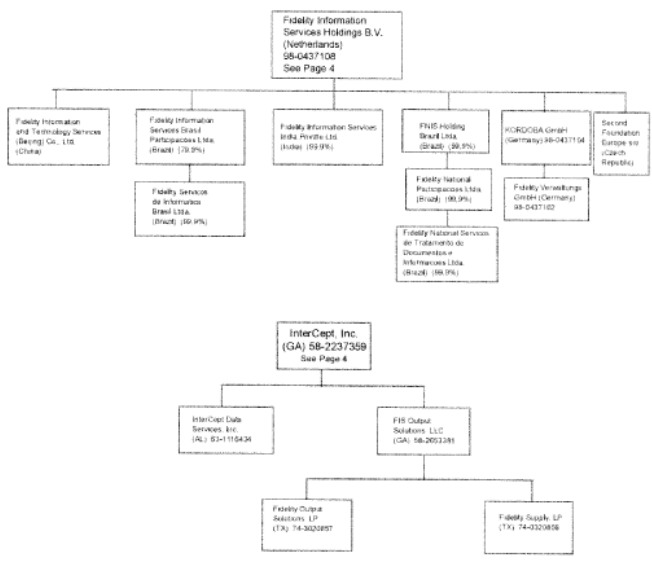 Fidelity Information
Services Holdings B.V.
(Netherlands)
98-0437108
See Page 4
Fidelity Information
and Technology Services
(Beijing) Co., Ltd.
(China)
Fidelity Information
Services Brasil
Participacoes Ltda.
(Brazil) (79.9%)
Fidelity Servicos
de Informatica
Brasil Ltda.
(Brazil) (99.9%)
Fidelity Information Services
India Private Ltd.
(India) (99.9%)
FNIS Holding
Brazil Ltda.
(Brazil) (99.9%)
Fidelity National
Participacoes Ltda.
(Brazil) (99.9%)
Fidelity National Servicos
de Tratamento de
Documentos e
Informacoes Ltda.
(Brazil) (99.9%)
KORDOBA GmbH
(Germany) 98-0437104
Fidelity Verwaltungs
GmbH (Germany)
98-0437102
Second
Foundation
Europe sro
(Czech
Republic)
InterCept, Inc.
(GA) 58-2237359
See Page 4
InterCept Data
Services, Inc.
(AL) 63-1116434
FIS Output
Solutions, LLC
(GA)
Fidelity Output
Solutions, LP
(TX) 74-3020857
Fidelity Supply, LP
(TX)